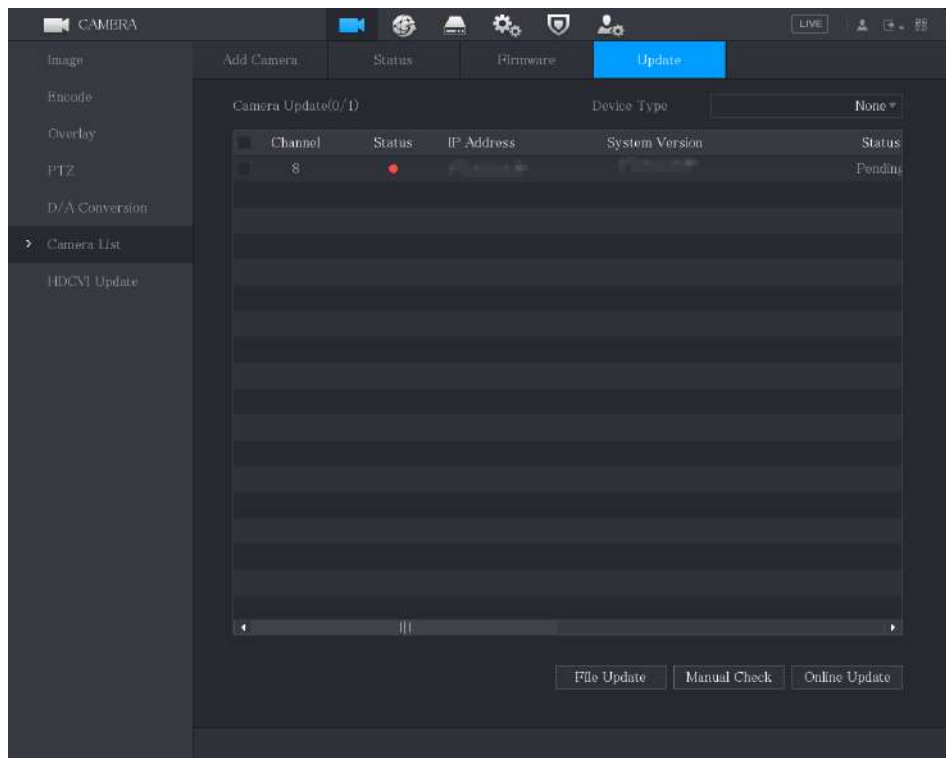 CAMERA LIVE
Image
Encode
Overlay
PTZ
D/A Conversion
Camera List
HDCVI Update
Add Camera Status Firmware Update
Camera Update(0/1) Device Type None
Channel Status IP Address System Version Status
8 Pending
File Update Manual Check Online Update